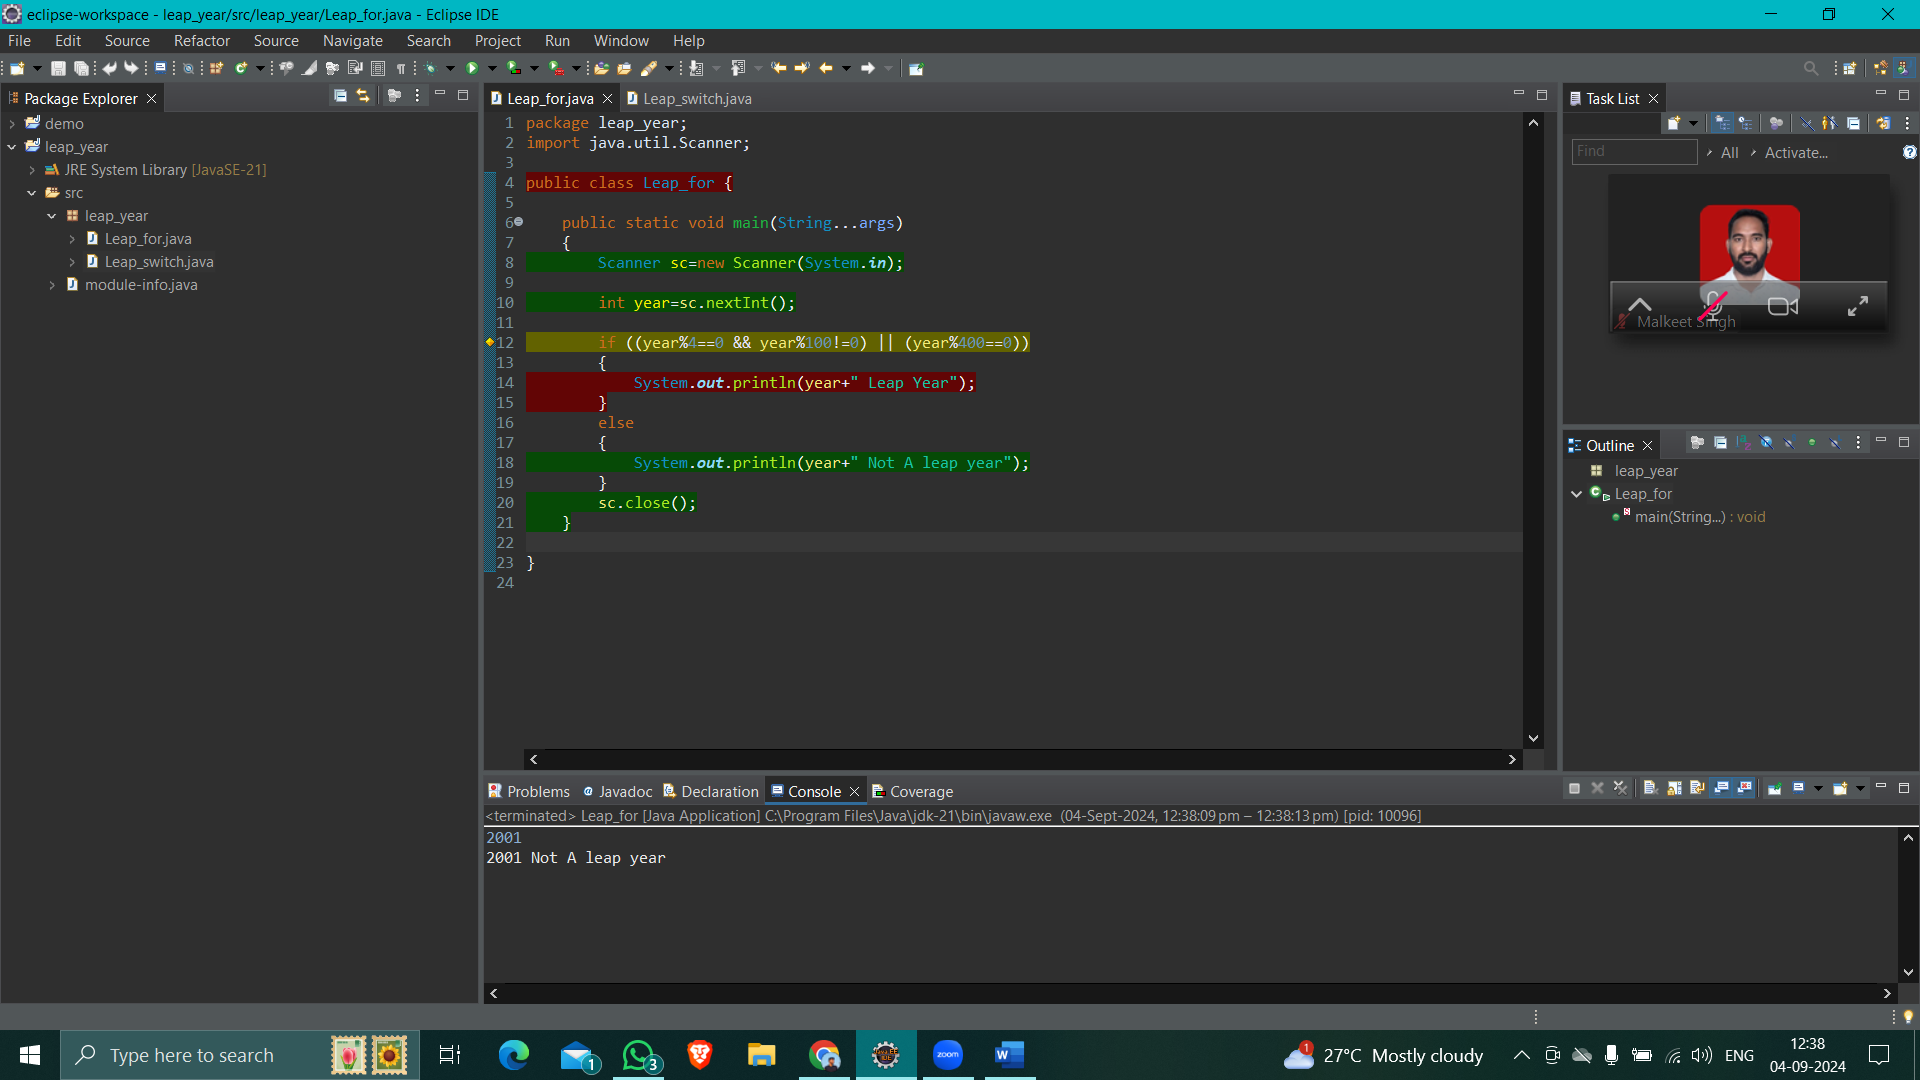 eclipse-workspace - leap_year/src/leap_year/Leap_for.java - Eclipse IDE
File Edit Source Refactor Source Navigate Search Project Run Window Help
Package Explorer
demo
leap_year
JRE System Library [JavaSE-21]
src
leap_year
Leap_for.java
Leap_switch.java
module-info.java
Leap_for.java Leap_switch.java
1 package leap_year;
2 import java.util.Scanner;
3
4 public class Leap_for {
5
6 public static void main(String...args)
7 {
8 Scanner sc=new Scanner(System.in);
9
10 int year=sc.nextInt();
11
12 if ((year%4==0 && year%100!=0) || (year%400==0))
13 {
14 System.out.println(year+" Leap Year");
15 }
16 else
17 {
18 System.out.println(year+" Not A leap year");
19 }
20 sc.close();
21 }
22
23 }
24
Task List
Find All Activate...
Malkeet Singh
Outline
leap_year
Leap_for
main(String...) : void
Problems Javadoc Declaration Console Coverage
<terminated> Leap_for [Java Application] C:\Program Files\Java\jdk-21\bin\javaw.exe (04-Sept-2024, 12:38:09 pm – 12:38:13 pm) [pid: 10096]
2001
2001 Not A leap year
Type here to search
1
3
zoom
1
27°C Mostly cloudy
ENG
12:38
04-09-2024